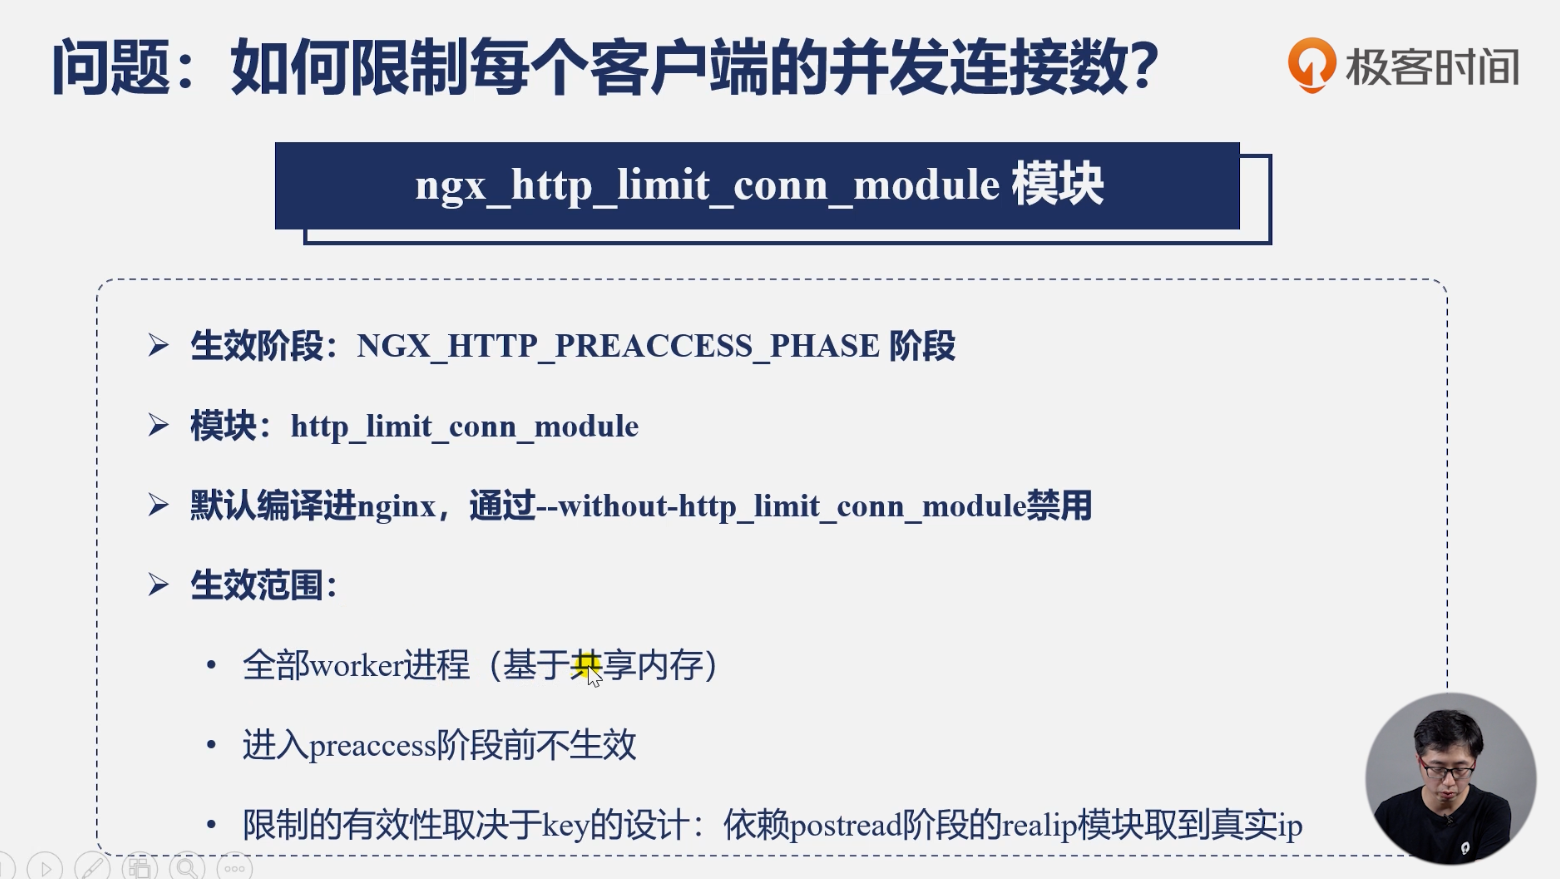 问题：如何限制每个客户端的并发连接数？
极客时间
ngx_http_limit_conn_module 模块
生效阶段：NGX_HTTP_PREACCESS_PHASE 阶段
模块：http_limit_conn_module
默认编译进nginx，通过--without-http_limit_conn_module禁用
生效范围：
全部worker进程（基于共享内存）
进入preaccess阶段前不生效
限制的有效性取决于key的设计：依赖postread阶段的realip模块取到真实ip